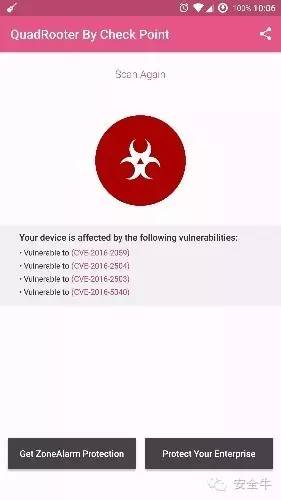 100% 10:06
QuadRooter By Check Point
Scan Again
Your device is affected by the following vulnerabilities:
• Vulnerable to (CVE-2016-2059)
• Vulnerable to (CVE-2016-2504)
• Vulnerable to (CVE-2016-2503)
• Vulnerable to (CVE-2016-5340)
Get ZoneAlarm Protection
Protect Your Enterprise
安全牛